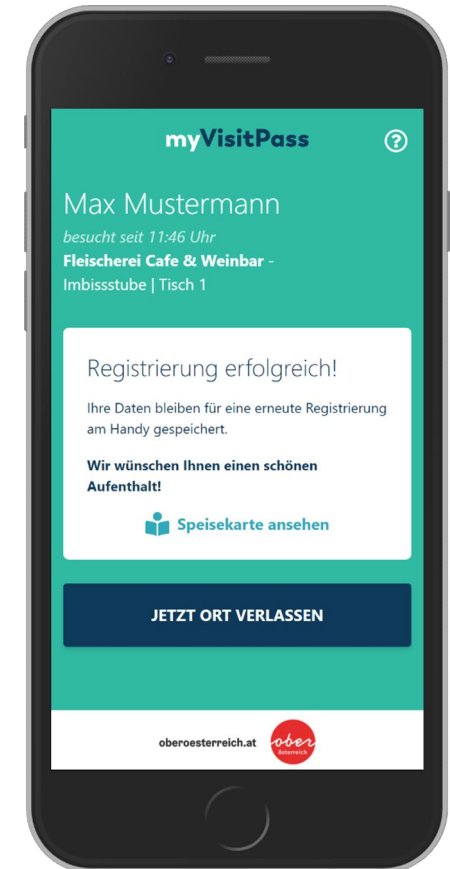 myVisitPass
?
Max Mustermann
besucht seit 11:46 Uhr
Fleischerei Cafe & Weinbar -
Imbissstube | Tisch 1
Registrierung erfolgreich!
Ihre Daten bleiben für eine erneute Registrierung
am Handy gespeichert.
Wir wünschen Ihnen einen schönen
Aufenthalt!
Speisekarte ansehen
JETZT ORT VERLASSEN
oberoesterreich.at
ober
österreich